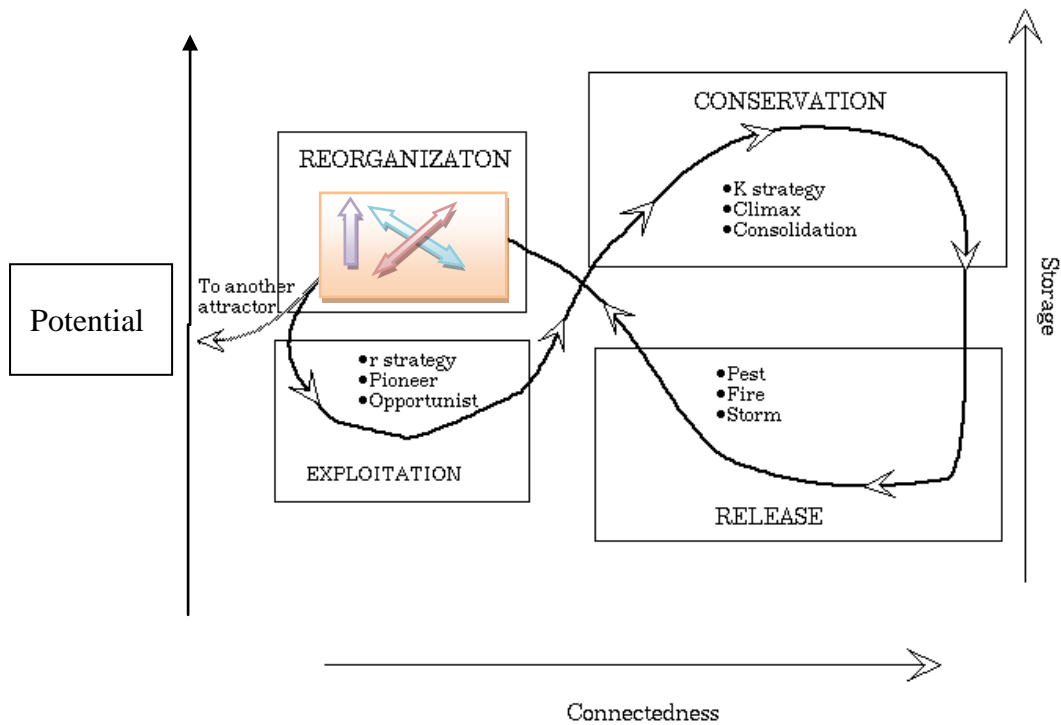 CONSERVATION
REORGANIZATON
● K strategy
● Climax
● Consolidation
To another
attractor
Potential
Storage
● r strategy
● Pioneer
● Opportunist
EXPLOITATION
● Pest
● Fire
● Storm
RELEASE
Connectedness